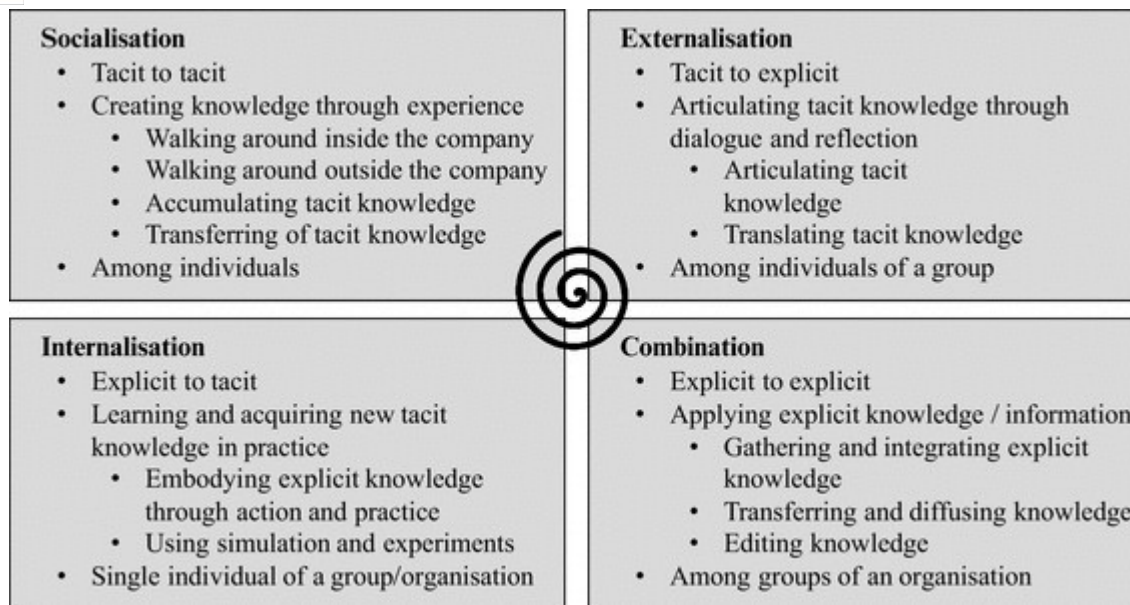 Socialisation
• Tacit to tacit
• Creating knowledge through experience
• Walking around inside the company
• Walking around outside the company
• Accumulating tacit knowledge
• Transferring of tacit knowledge
• Among individuals
Externalisation
• Tacit to explicit
• Articulating tacit knowledge through
dialogue and reflection
• Articulating tacit
knowledge
• Translating tacit knowledge
• Among individuals of a group
Internalisation
• Explicit to tacit
• Learning and acquiring new tacit
knowledge in practice
• Embodying explicit knowledge
through action and practice
• Using simulation and experiments
• Single individual of a group/organisation
Combination
• Explicit to explicit
• Applying explicit knowledge / information
• Gathering and integrating explicit
knowledge
• Transferring and diffusing knowledge
• Editing knowledge
• Among groups of an organisation